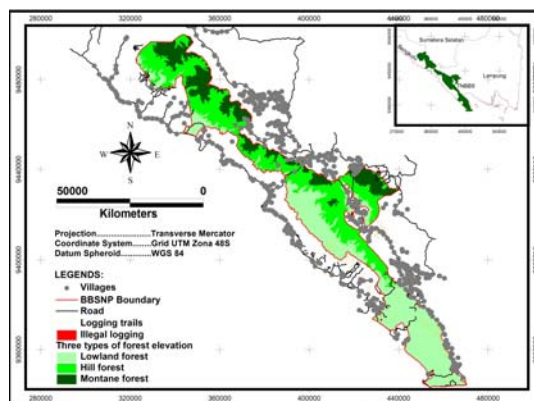 280000 320000 360000 400000 440000 480000
Sumatera Selatan
Lampung
9480000
9440000
9400000
9360000
N
W E
S
50000 0
Kilometers
Projection...............Transverse Mercator
Coordinate System.........Grid UTM Zona 48S
Datum Spheroid..........WGS 84
LEGENDS:
Villages
BBSNP Boundary
Road
Logging trails
Illegal logging
Three types of forest elevation
Lowland forest
Hill forest
Montane forest
280000 320000 360000 400000 440000 480000